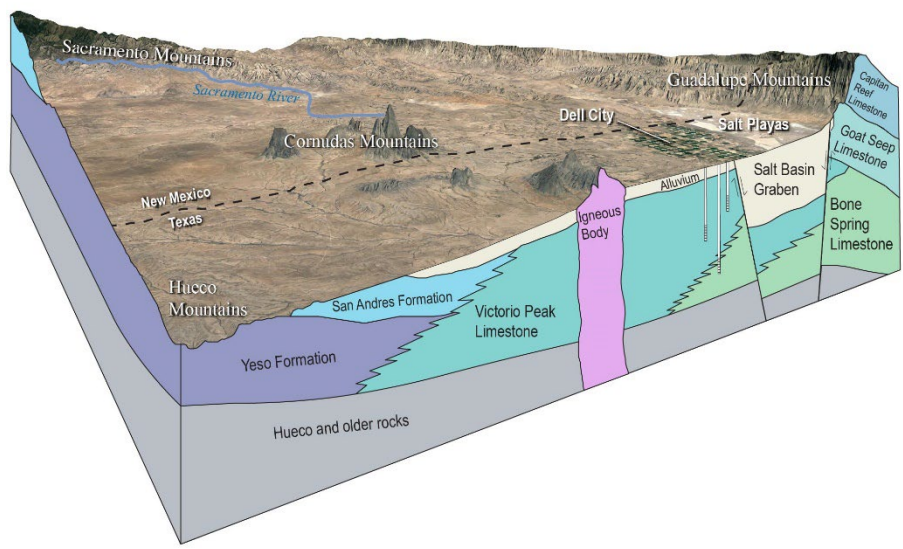 Sacramento Mountains
Sacramento River
Guadalupe Mountains
Capitan
Reef
Limestone
Dell City
Salt Playas
Cornudas Mountains
Goat Seep
Limestone
Salt Basin
Graben
Alluvium
New Mexico
Texas
Igneous
Body
Bone
Spring
Limestone
Hueco
Mountains
San Andres Formation
Victorio Peak
Limestone
Yeso Formation
Hueco and older rocks